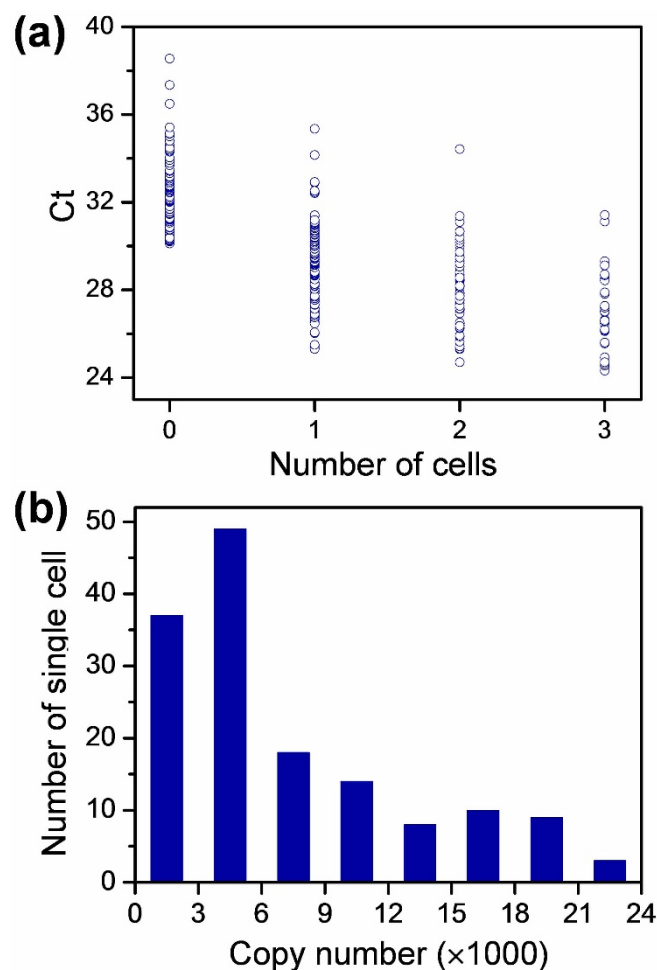 (a)
40
36
32
28
24
Ct
0 1 2 3
Number of cells
(b)
50
40
30
20
10
0
Number of single cell
0 3 6 9 12 15 18 21 24
Copy number (×1000)